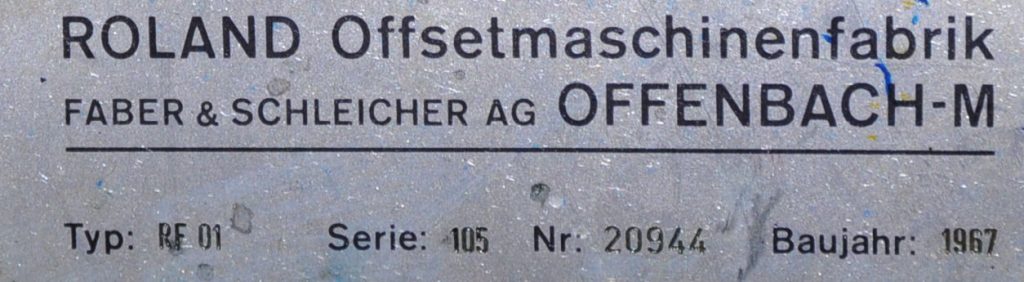 ROLAND Offsetmaschinenfabrik
FABER & SCHLEICHER AG OFFENBACH-M
Typ: RF 01 Serie: 105 Nr: 20944 Baujahr: 1967